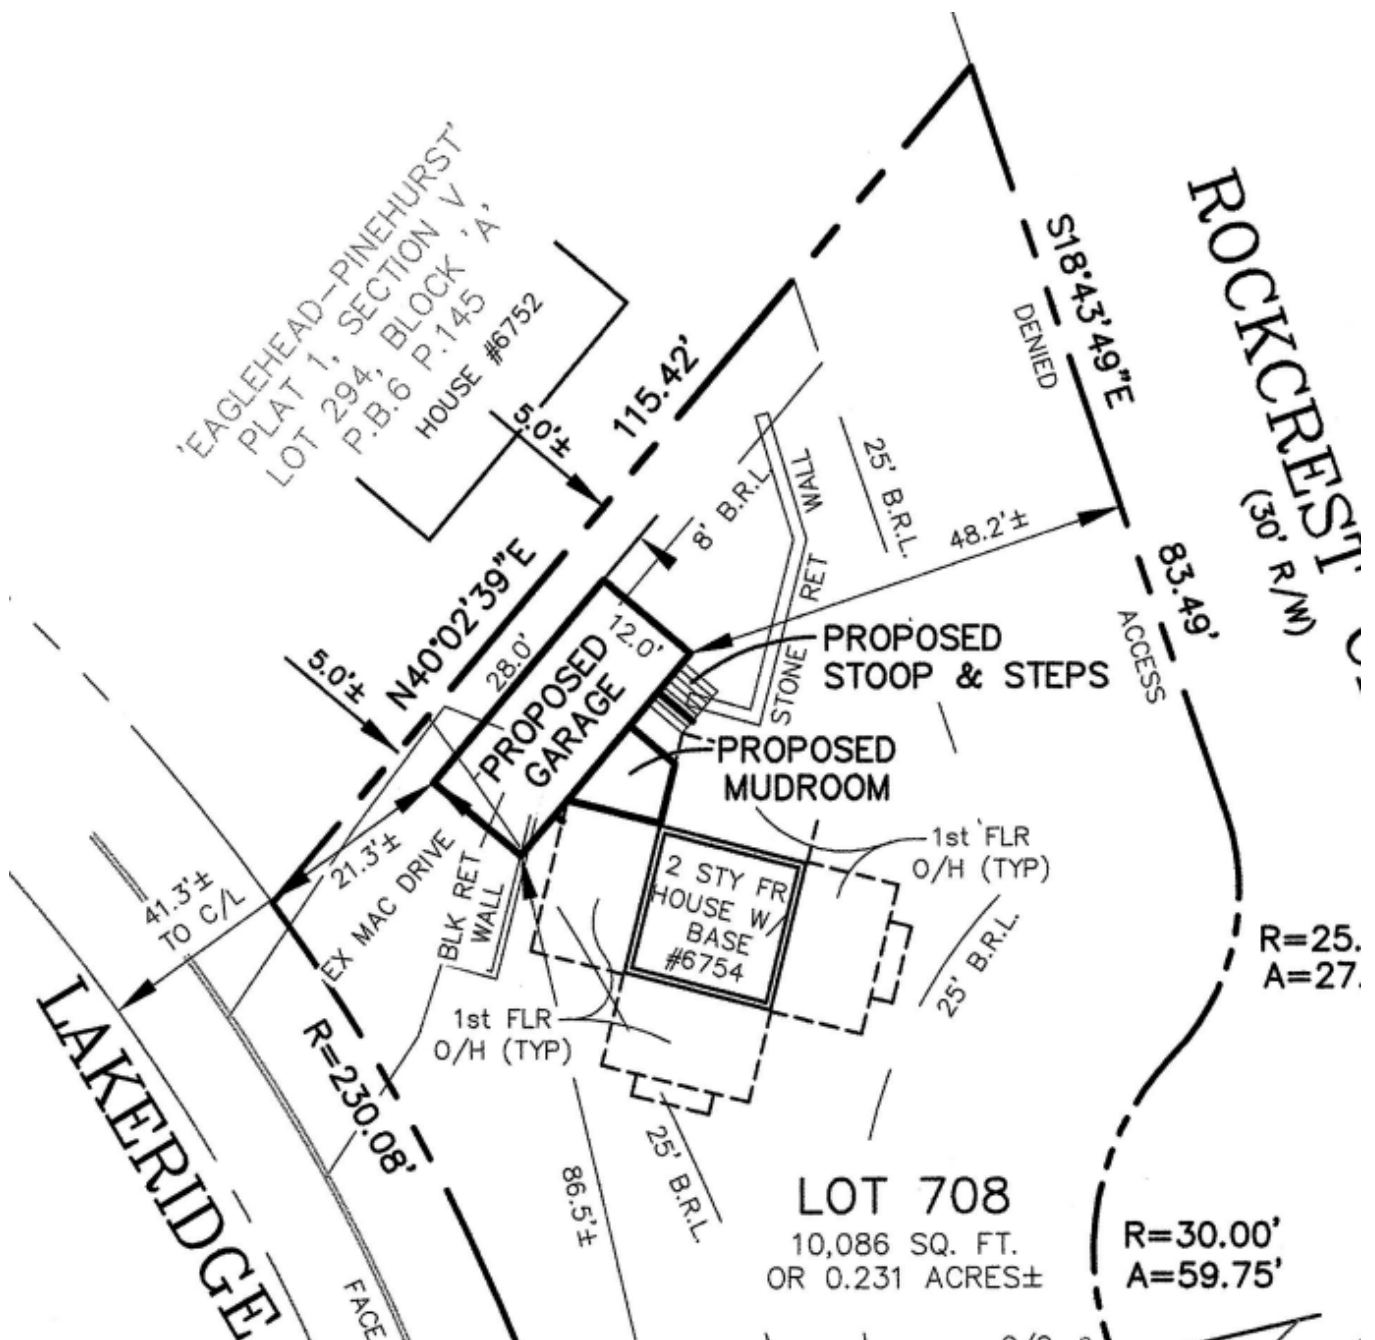 'EAGLEHEAD-PINEHURST'
PLAT 1, SECTION V
LOT 294, BLOCK 'A'
P.B.6 P.145
HOUSE #6752
5.0'±
115.42'
S18°43'49"E
DENIED
ROCKCREST
(30' R/W)
8' B.R.L.
WALL
25' B.R.L.
48.2'±
83.49'
ACCESS
N40°02'39"E
5.0'±
28.0'
12.0'
PROPOSED
GARAGE
STONE RET
PROPOSED
STOOP & STEPS
PROPOSED
MUDROOM
1st FLR
O/H (TYP)
41.3'±
TO C/L
21.3'±
EX MAC DRIVE
BLK RET
WALL
2 STY FR
HOUSE W/
BASE
#6754
25' B.R.L.
R=25.
A=27.
1st FLR
O/H (TYP)
LAKERIDGE
R=230.08'
86.5'±
25' B.R.L.
LOT 708
10,086 SQ. FT.
OR 0.231 ACRES±
R=30.00'
A=59.75'
FACE